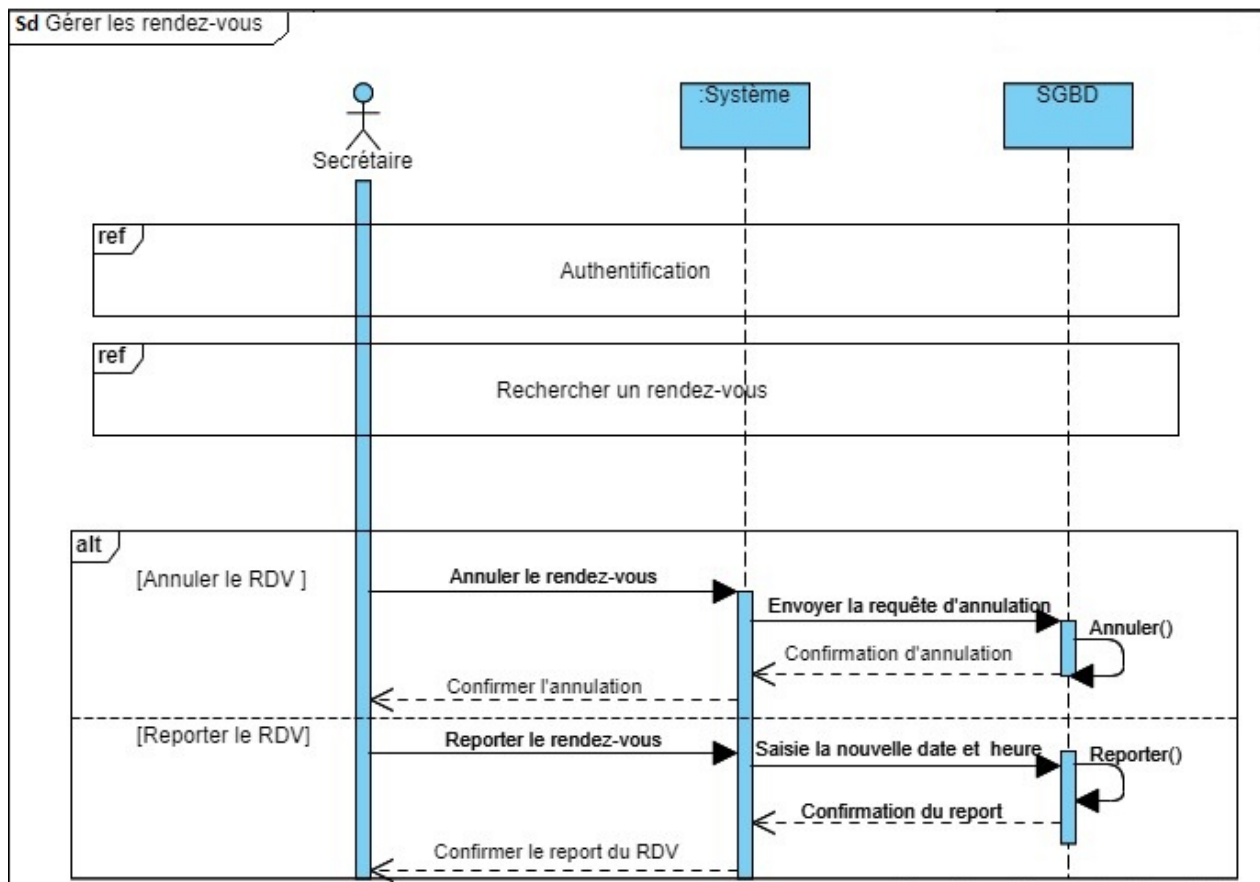 Sd Gérer les rendez-vous
:Système
SGBD
Secrétaire
ref
Authentification
ref
Rechercher un rendez-vous
alt
[Annuler le RDV ]
Annuler le rendez-vous
Envoyer la requête d'annulation
Annuler()
Confirmation d'annulation
Confirmer l'annulation
[Reporter le RDV]
Reporter le rendez-vous
Saisie la nouvelle date et heure
Reporter()
Confirmation du report
Confirmer le report du RDV